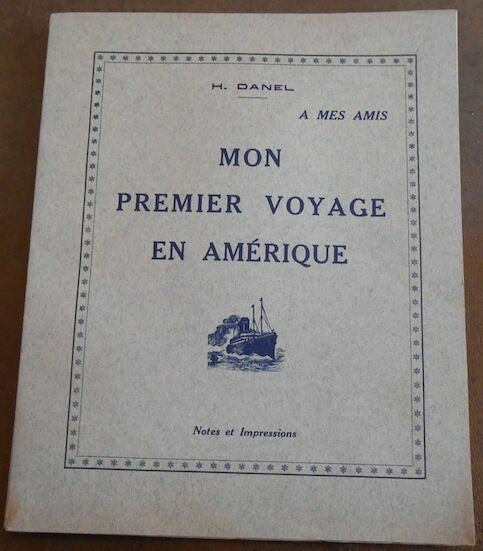 H. DANEL
A MES AMIS
MON
PREMIER VOYAGE
EN AMÉRIQUE
Notes et Impressions